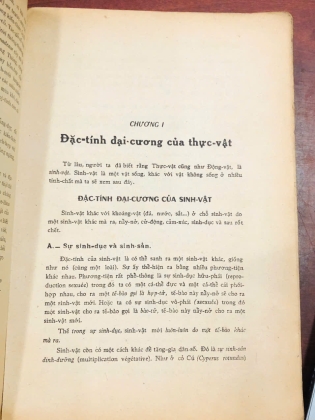 CHƯƠNG I
Đặc-tính đại-cương của thực-vật
Từ lâu, người ta đã biết rằng Thực-vật cũng như Động-vật, là
sinh-vật. Sinh-vật là một vật sống, khác với vật không sống ở nhiều
tính-chất mà ta sẽ xem sau đây.
ĐẶC-TÍNH ĐẠI-CƯƠNG CỦA SINH-VẬT
Sinh-vật khác với khoáng-vật (đá, nước, sắt...) ở chỗ sinh-vật do
một sinh-vật khác mà ra, nẩy-nở, cử-động, cảm-xúc, sinh-dục và sau rốt
chết.
A. — Sự sinh-dục và sinh-sản.
Đặc-tính của sinh-vật là có thể sanh ra một sinh-vật khác, giống
như nó (cùng một loài). Sự ấy thể-hiện ra bằng nhiều phương-tiện
khác nhau. Phương-tiện rất phổ-thông là sự sinh-dục hữu-phái (reproduction
sexuée) trong đó ta có một cá-thể đực và một cá-thể cái phối-
hợp nhau, cho ra một tế-bào gọi là hợp-tử, tế-bào này nẩy-nở sẽ cho ra
một sinh-vật mới. Hoặc ta có sự sinh-dục vô-phái (asexuée) trong đó
một sinh-vật cho ra tế-bào gọi là bào-tử, tế-bào này nẩy-nở cho ra một
sinh-vật mới.
Thế trong sự sinh-dục, sinh-vật mới luôn-luôn do một tế-bào khác
mà ra.
Sinh-vật còn có một cách khác để tăng-gia dân-số. Đó là sự sinh-sản
dinh-dưỡng (multiplication végétative). Như ở cỏ Cú (Cyperus rotundus)